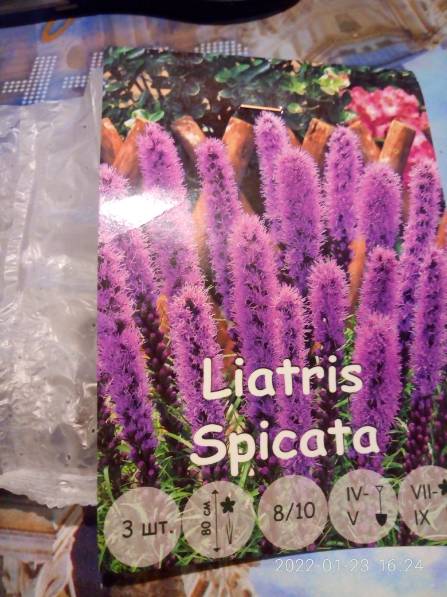 Liatris
Spicata
3 шт.
80 см
8/10
IV-
V
VII-
IX
2022-01-23 16:24